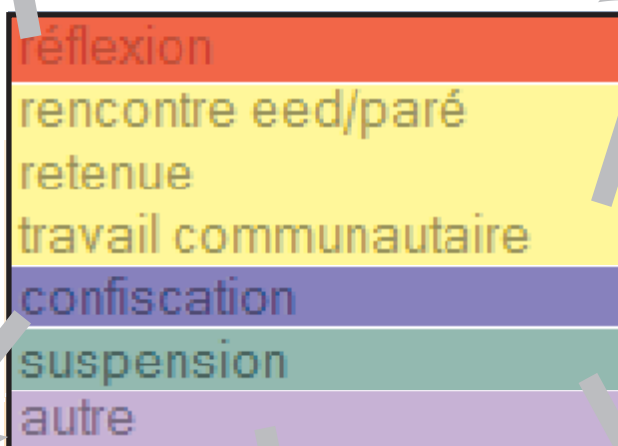 réflexion
rencontre eed/paré
retenue
travail communautaire
confiscation
suspension
autre